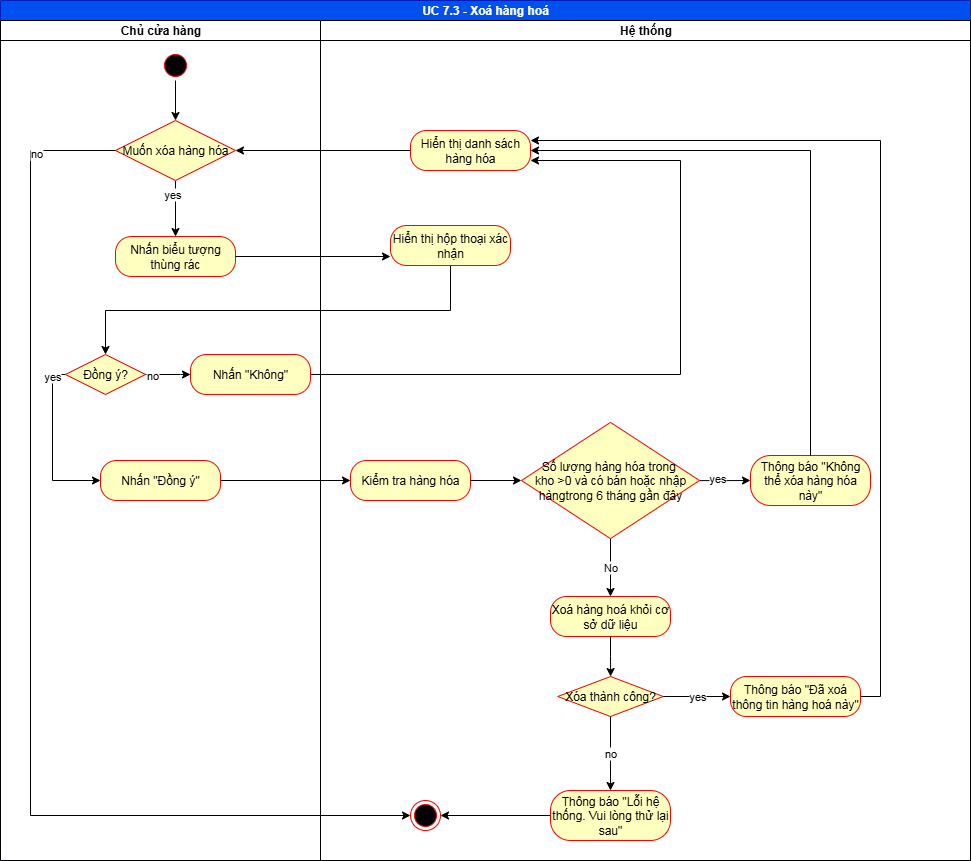 UC 7.3 - Xoá hàng hoá
Chủ cửa hàng
Hệ thống
Muốn xóa hàng hóa
no
yes
Hiển thị danh sách
hàng hóa
Nhấn biểu tượng
thùng rác
Hiển thị hộp thoại xác
nhận
Đồng ý?
yes
no
Nhấn "Không"
Nhấn "Đồng ý"
Kiểm tra hàng hóa
Số lượng hàng hóa trong
kho >0 và có bán hoặc nhập
hàngtrong 6 tháng gần đây
yes
Thông báo "Không
thể xóa hàng hóa
này"
No
Xoá hàng hoá khỏi cơ
sở dữ liệu
Xóa thành công?
yes
Thông báo "Đã xoá
thông tin hàng hoá này"
no
Thông báo "Lỗi hệ
thống. Vui lòng thử lại
sau"